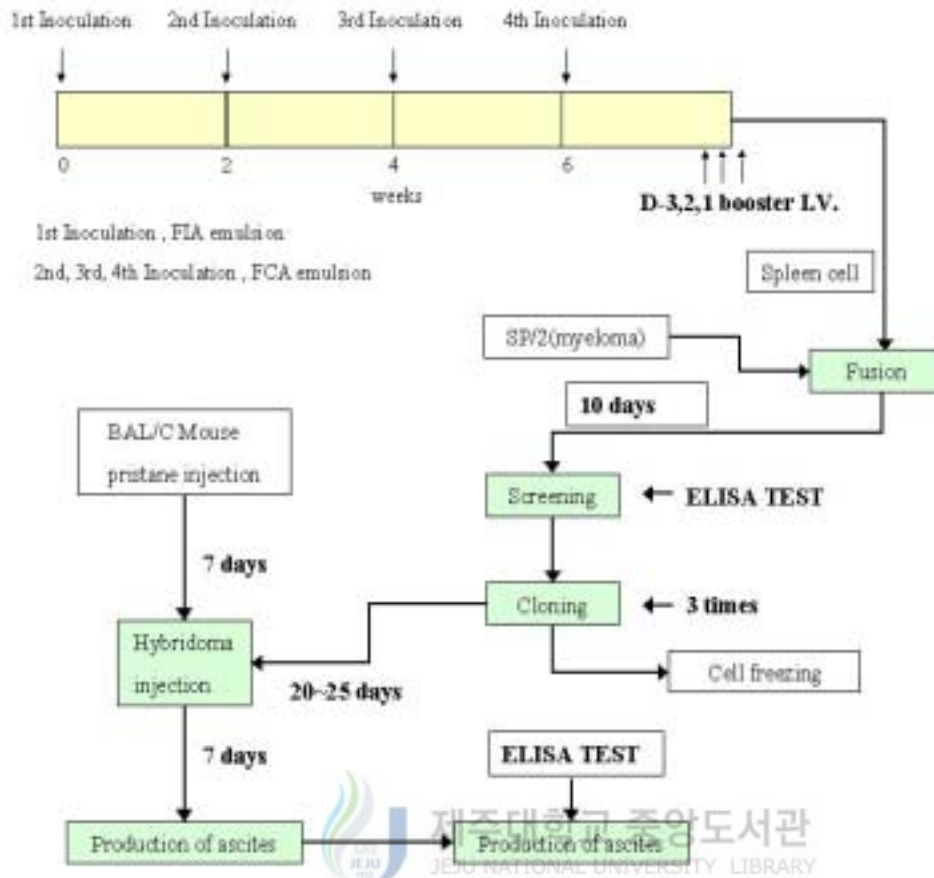 1st Inoculation 2nd Inoculation 3rd Inoculation 4th Inoculation
0 2 4 6
weeks
D-3,2,1 booster I.V.
1st Inoculation , FIA emulsion
2nd, 3rd, 4th Inoculation , FCA emulsion
Spleen cell
SP/2(myeloma)
Fusion
10 days
BAL/C Mouse
pristane injection
Screening
ELISA TEST
7 days
Cloning
3 times
Hybridoma
injection
20~25 days
Cell freezing
7 days
ELISA TEST
Production of ascites
Production of ascites
제주대학교 중앙도서관
JEJU NATIONAL UNIVERSITY LIBRARY
JEJU